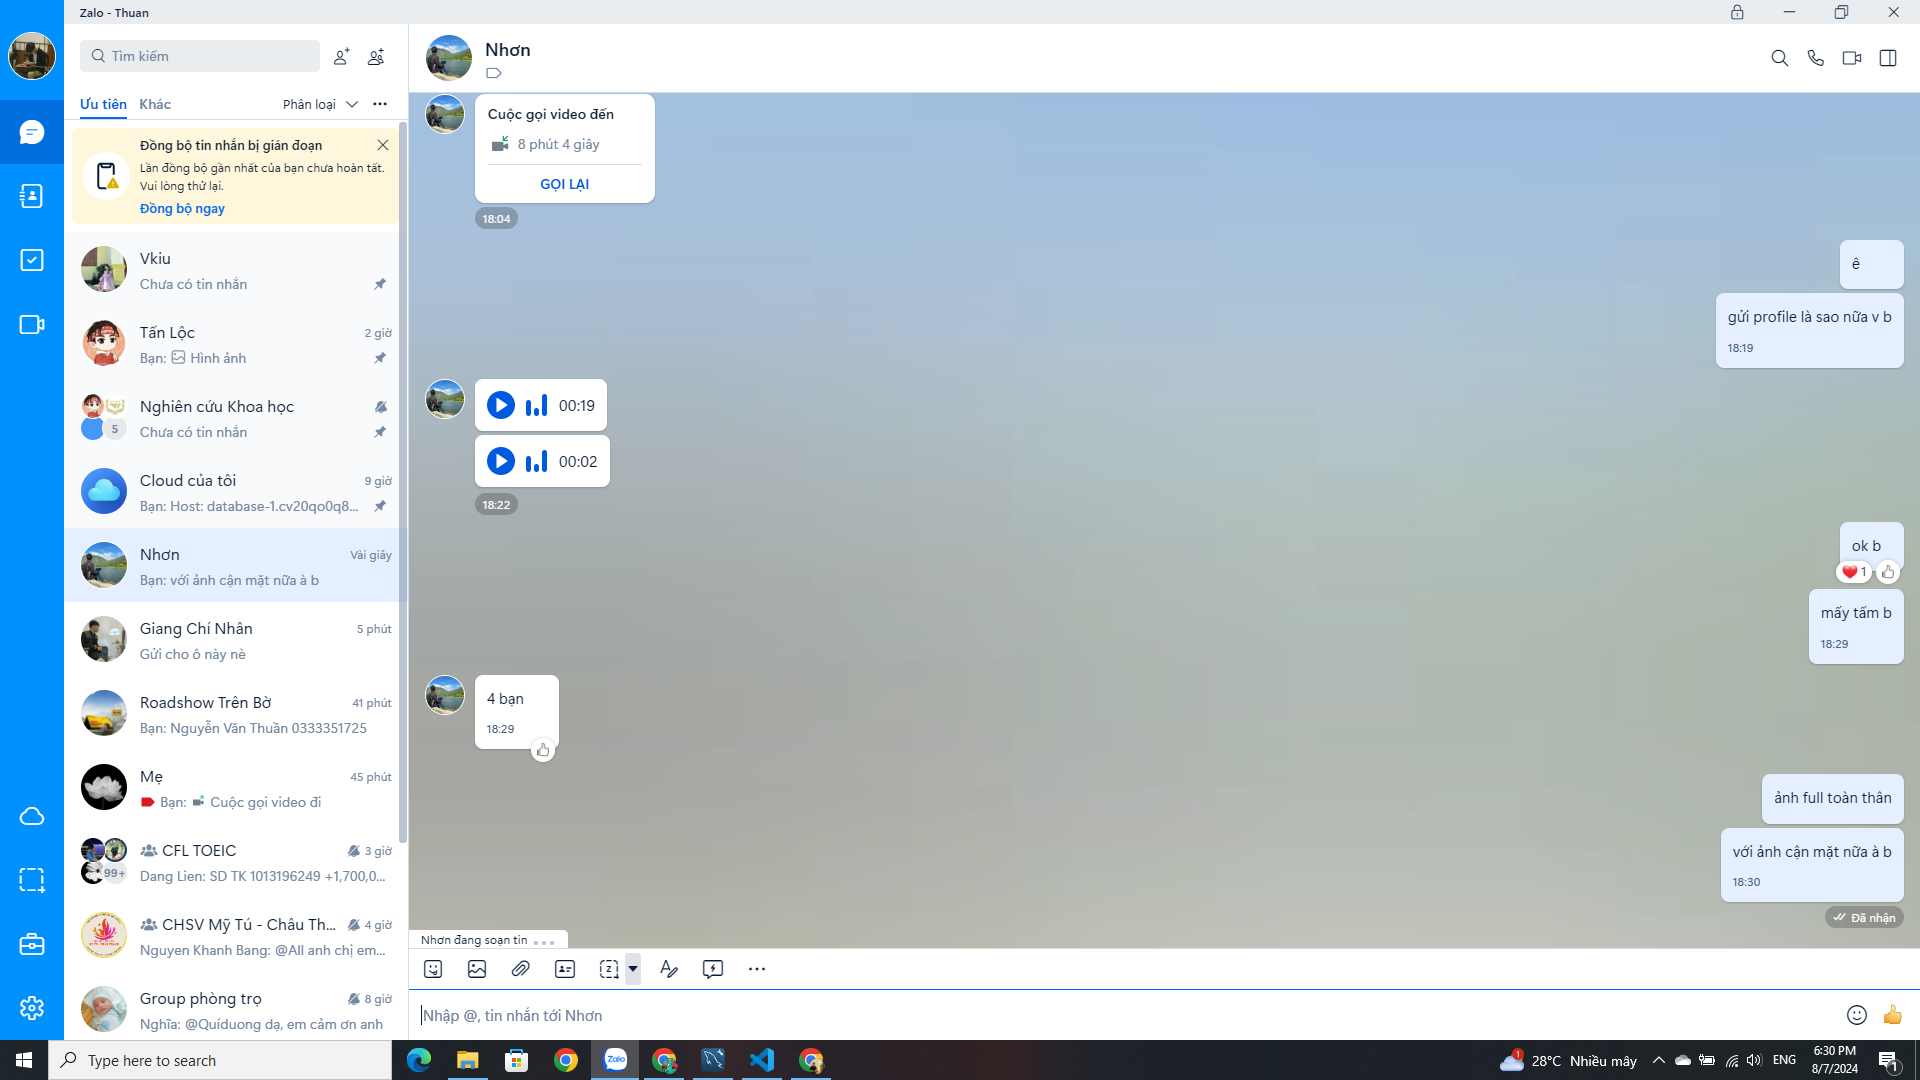 Zalo - Thuan
Tìm kiếm
Ưu tiên
Khác
Phân loại
Đồng bộ tin nhắn bị gián đoạn
Lần đồng bộ gần nhất của bạn chưa hoàn tất.
Vui lòng thử lại.
Đồng bộ ngay
Vkiu
Chưa có tin nhắn
Tấn Lộc
2 giờ
Bạn: Hình ảnh
Nghiên cứu Khoa học
5
Chưa có tin nhắn
Cloud của tôi
9 giờ
Bạn: Host: database-1.cv20qo0q8...
Nhơn
Vài giây
Bạn: với ảnh cận mặt nữa à b
Giang Chí Nhân
5 phút
Gửi cho ô này nè
Roadshow Trên Bờ
41 phút
Bạn: Nguyễn Văn Thuần 0333351725
Mẹ
45 phút
Bạn: Cuộc gọi video đi
CFL TOEIC
3 giờ
99+
Dang Lien: SD TK 1013196249 +1,700,0...
CHSV Mỹ Tú - Châu Th...
4 giờ
Nguyen Khanh Bang: @All anh chị em...
Group phòng trọ
8 giờ
Nghĩa: @Quíduong dạ, em cảm ơn anh
Nhơn
Cuộc gọi video đến
8 phút 4 giây
GỌI LẠI
18:04
ê
gửi profile là sao nữa v b
18:19
00:19
00:02
18:22
ok b
1
mấy tấm b
18:29
4 bạn
18:29
ảnh full toàn thân
với ảnh cận mặt nữa à b
18:30
Đã nhận
Nhơn đang soạn tin
Nhập @, tin nhắn tới Nhơn
Type here to search
Zalo
1
28°C Nhiều mây
ENG
6:30 PM
8/7/2024
1